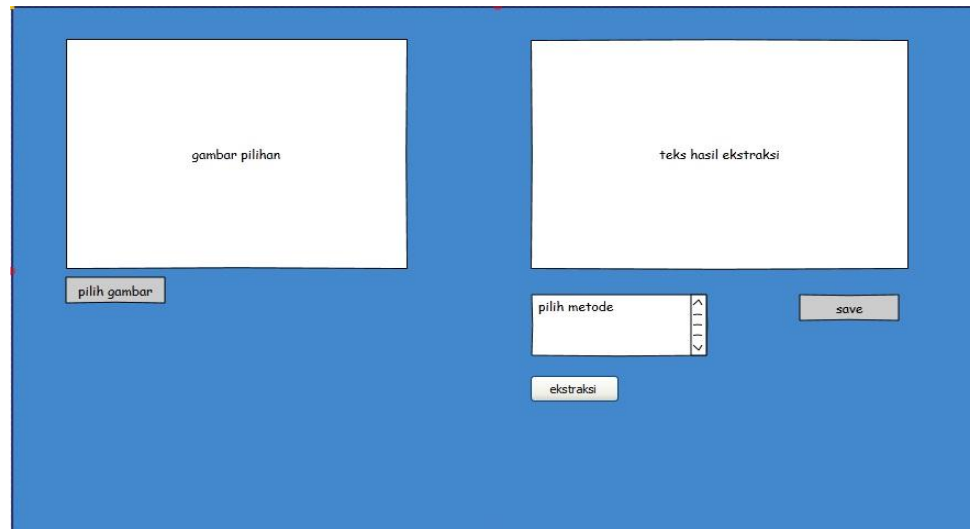 gambar pilihan
teks hasil ekstraksi
pilih gambar
pilih metode
save
ekstraksi